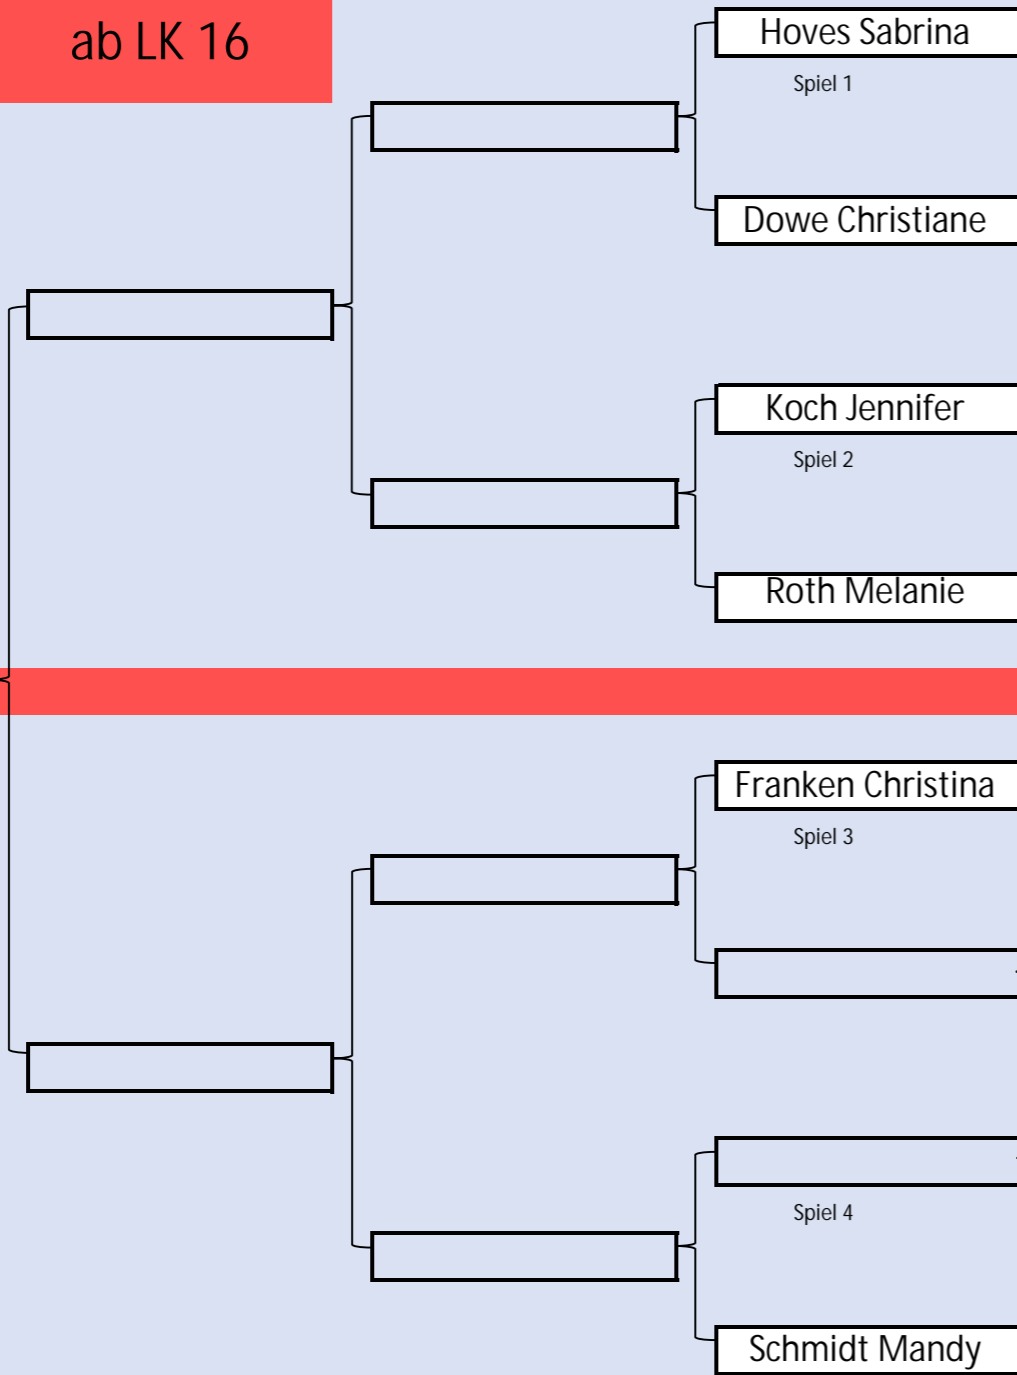 ab LK 16
Hoves Sabrina
Spiel 1
Dowe Christiane
Koch Jennifer
Spiel 2
Roth Melanie
Franken Christina
Spiel 3
Spiel 4
Schmidt Mandy